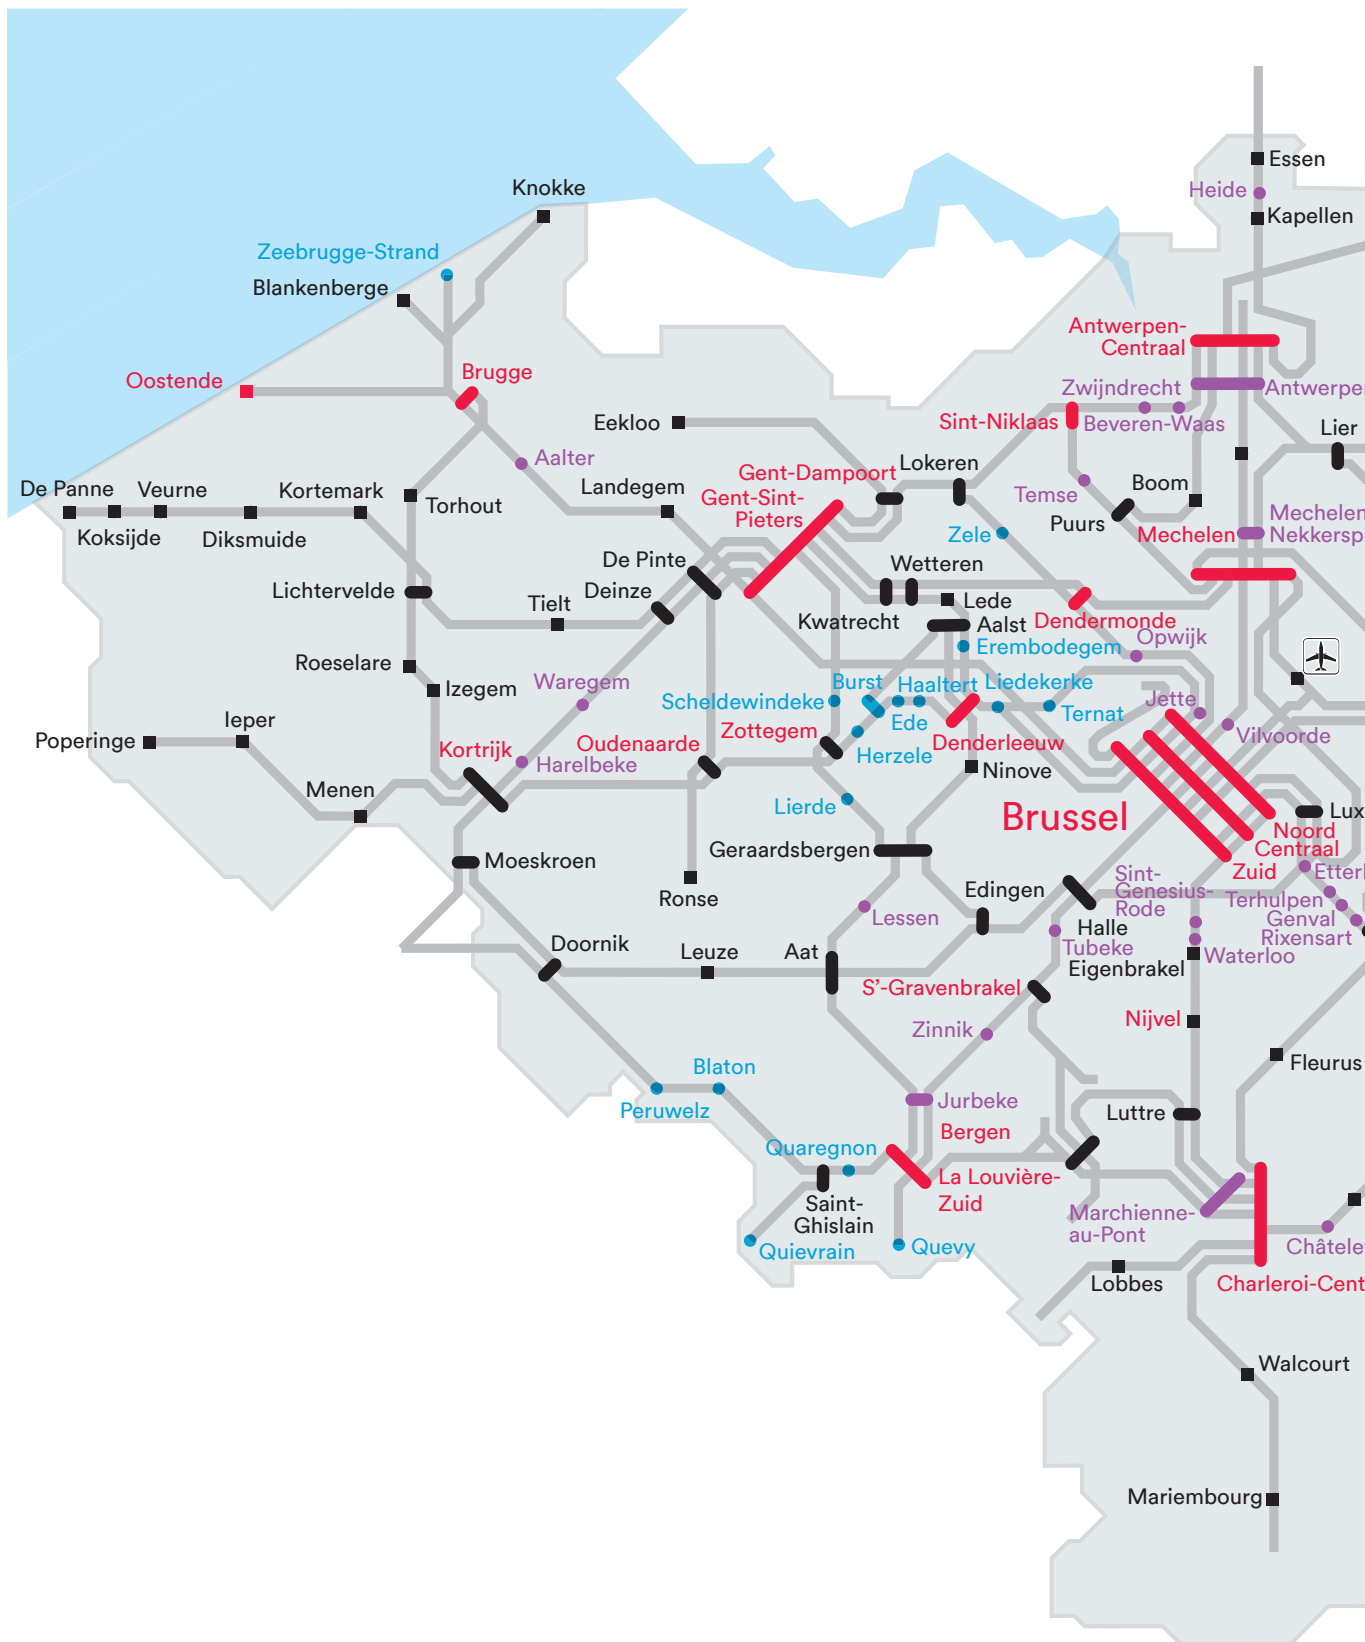 Essen
Knokke
Heide
Kapellen
Zeebrugge-Strand
Blankenberge
Antwerpen-
Centraal
Oostende
Brugge
Zwijndrecht
Antwerpen
Eekloo
Sint-Niklaas
Beveren-Waas
Lier
Aalter
Gent-Dampoort
Lokeren
De Panne
Veurne
Kortemark
Landegem
Gent-Sint-
Pieters
Temse
Boom
Torhout
Koksijde
Diksmuide
Puurs
Mechelen
Nekkersp
Mechelen
Zele
De Pinte
Wetteren
Lichtervelde
Deinze
Tielt
Lede
Kwatrecht
Dendermonde
Aalst
Opwijk
Erembodegem
Roeselare
Izegem
Waregem
Burst
Haaltert
Liedekerke
Scheldewindeke
Jette
Ternat
Ieper
Ede
Zottegem
Poperinge
Kortrijk
Oudenaarde
Denderleeuw
Vilvoorde
Herzele
Harelbeke
Ninove
Menen
Lierde
Brussel
Lux
Noord
Centraal
Zuid
Geraardsbergen
Moeskroen
Etterb
Sint-
Genesius-
Rode
Edingen
Ronse
Terhulpen
Lessen
Genval
Halle
Rixensart
Doornik
Leuze
Aat
Tubeke
Waterloo
Eigenbrakel
S'-Gravenbrakel
Zinnik
Nijvel
Fleurus
Blaton
Peruwelz
Jurbeke
Luttre
Bergen
Quaregnon
La Louvière-
Zuid
Saint-
Ghislain
Marchienne-
au-Pont
Quievrain
Quevy
Châtele
Lobbes
Charleroi-Cent
Walcourt
Mariembourg